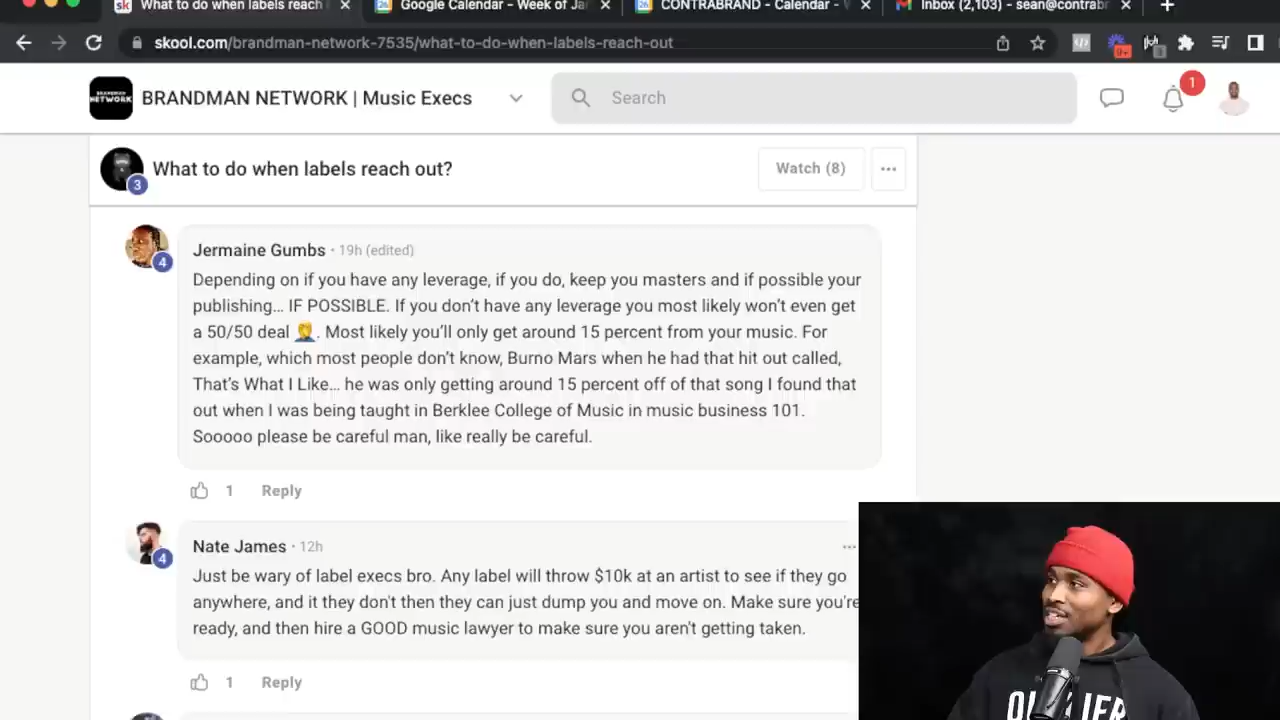 What to do when labels reach
Google Calendar - Week of Ja
CONTRABRAND - Calendar -
Inbox (2,103) - sean@contrabr
skool.com/brandman-network-7535/what-to-do-when-labels-reach-out
BRANDMAN NETWORK
BRANDMAN NETWORK | Music Execs
Search
1
What to do when labels reach out?
3
Watch (8)
Jermaine Gumbs · 19h (edited)
4
Depending on if you have any leverage, if you do, keep you masters and if possible your
publishing… IF POSSIBLE. If you don't have any leverage you most likely won't even get
a 50/50 deal 🤦. Most likely you'll only get around 15 percent from your music. For
example, which most people don't know, Burno Mars when he had that hit out called,
That's What I Like… he was only getting around 15 percent off of that song I found that
out when I was being taught in Berklee College of Music in music business 101.
Sooooo please be careful man, like really be careful.
1 Reply
Nate James · 12h
4
Just be wary of label execs bro. Any label will throw $10k at an artist to see if they go
anywhere, and it they don't then they can just dump you and move on. Make sure you're
ready, and then hire a GOOD music lawyer to make sure you aren't getting taken.
1 Reply